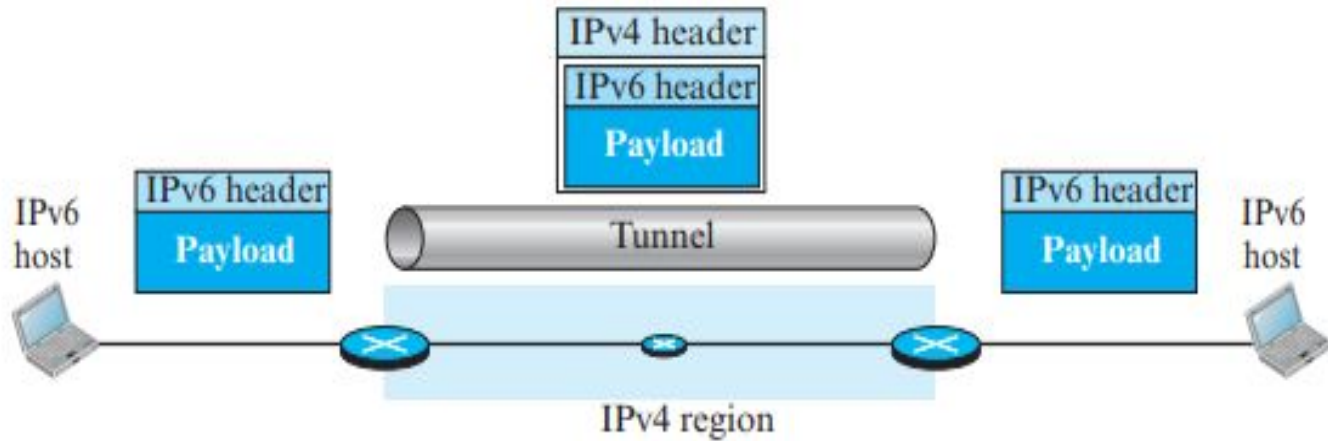 IPv4 header
IPv6 header
Payload
IPv6 header
Payload
IPv6
host
Tunnel
IPv6 header
Payload
IPv6
host
IPv4 region